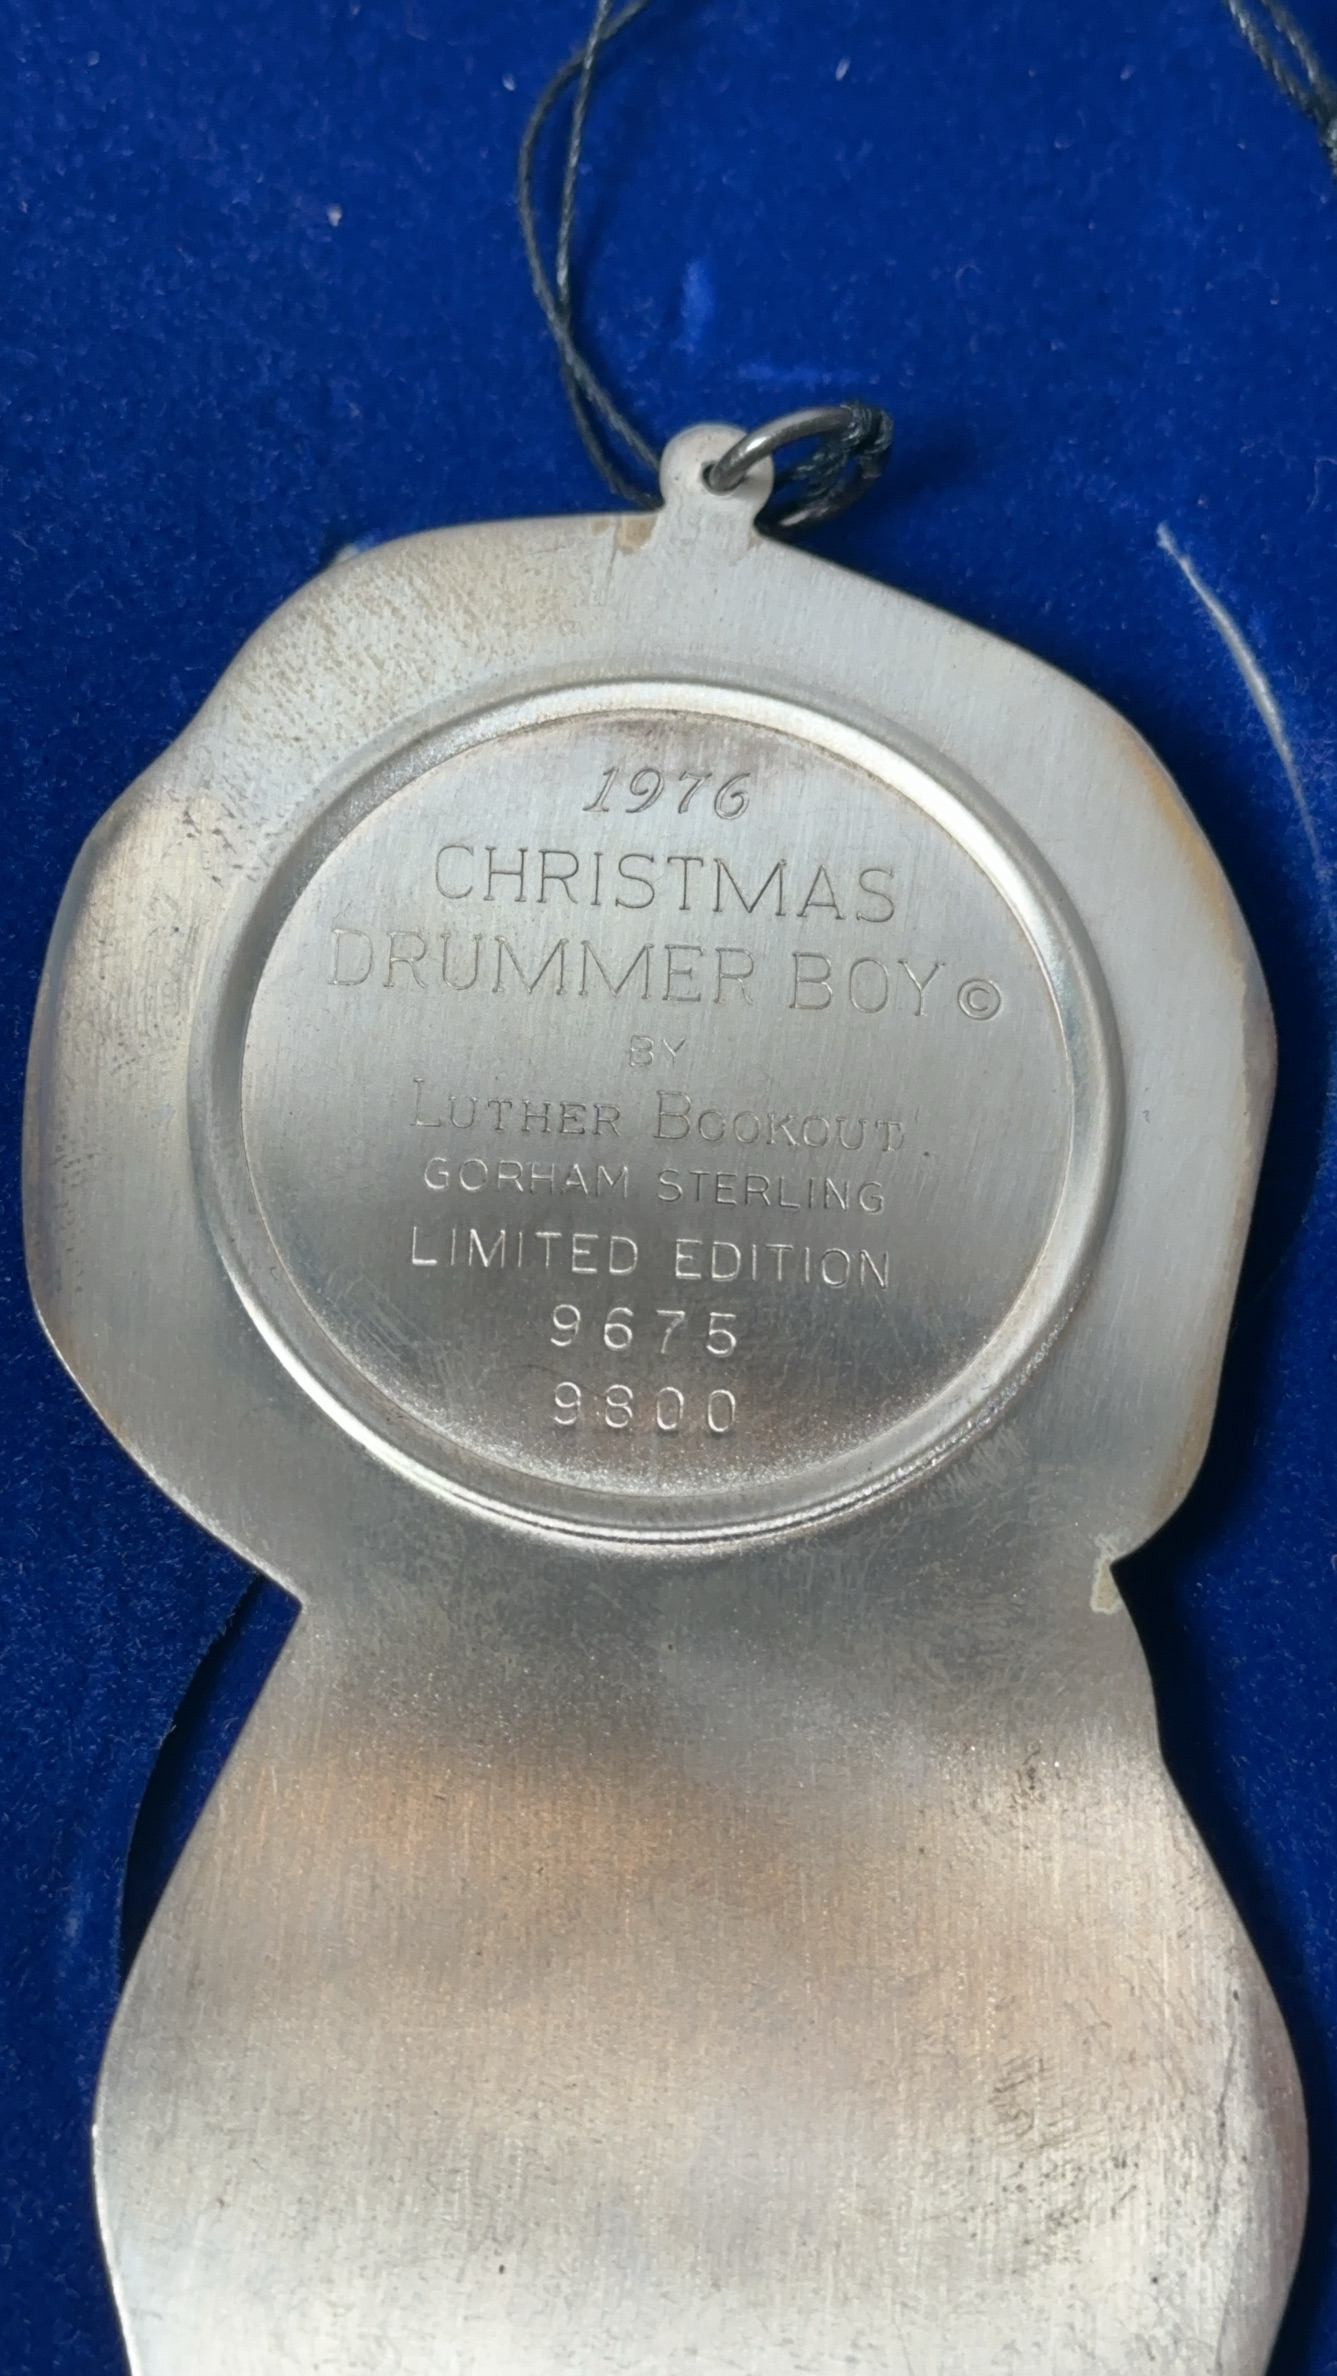 1976
CHRISTMAS
DRUMMER BOY ©
BY
LUTHER BOOKOUT
GORHAM STERLING
LIMITED EDITION
9675
9800